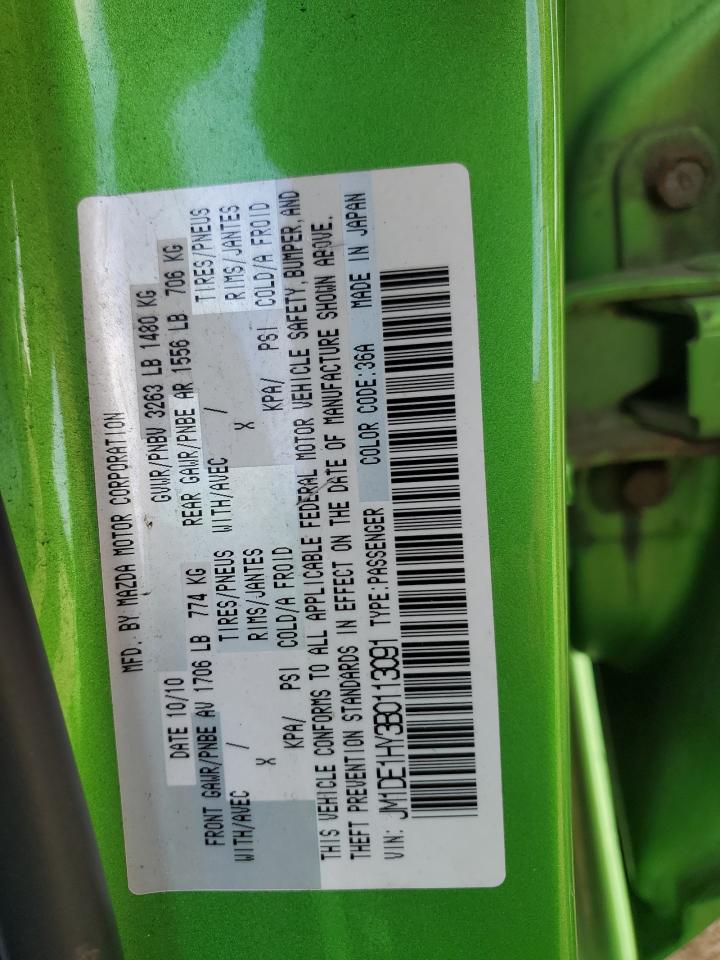 MFD. BY MAZDA MOTOR CORPORATION
DATE 10/10 GVWR/PNBV 3263 LB 1480 KG
FRONT GAWR/PNBE AV 1706 LB 774 KG REAR GAWR/PNBE AR 1556 LB 706 KG
WITH/AVEC / TIRES/PNEUS WITH/AVEC / TIRES/PNEUS
X RIMS/JANTES X RIMS/JANTES
KPA/ PSI COLD/A FROID KPA/ PSI COLD/A FROID
THIS VEHICLE CONFORMS TO ALL APPLICABLE FEDERAL MOTOR VEHICLE SAFETY, BUMPER, AND
THEFT PREVENTION STANDARDS IN EFFECT ON THE DATE OF MANUFACTURE SHOWN ABOVE.
VIN: JM1DE1HY3B0113091 TYPE:PASSENGER COLOR CODE:36A MADE IN JAPAN